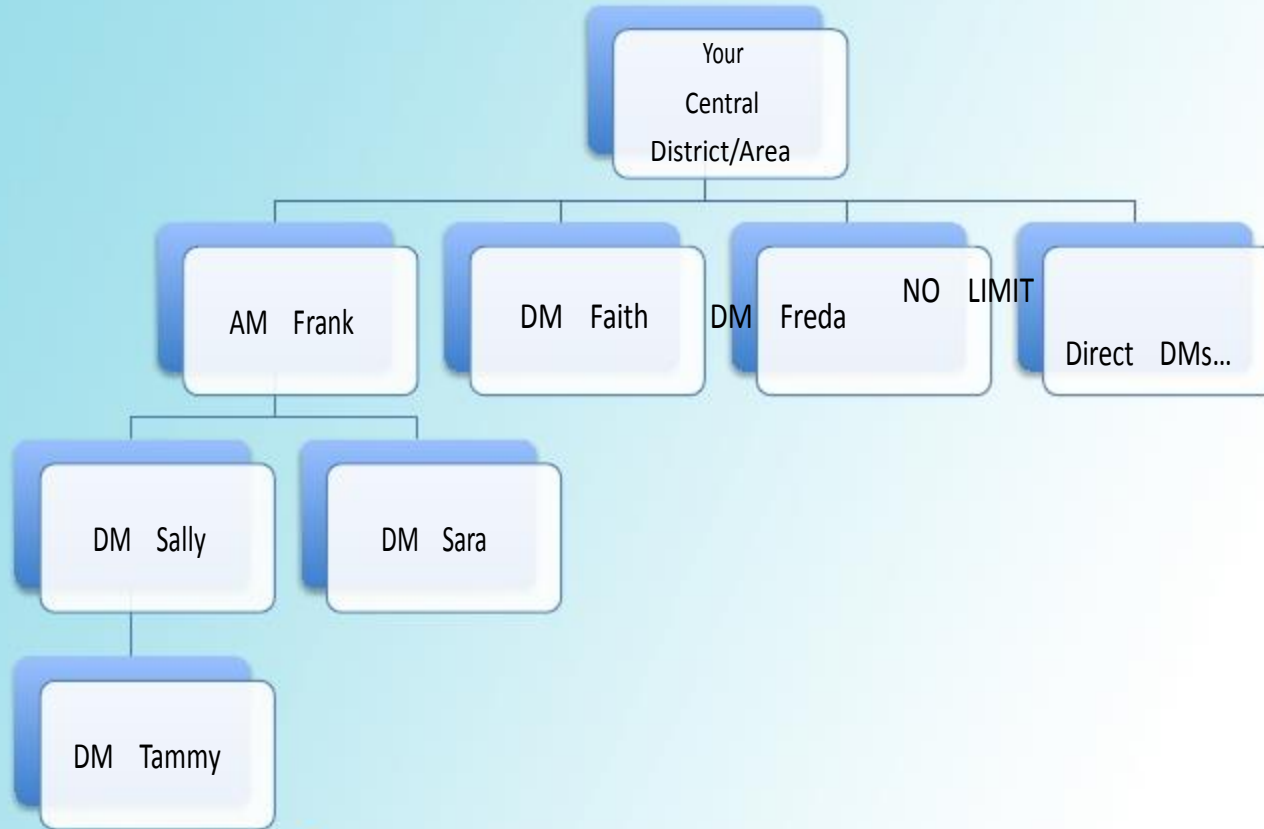 Your
Central
District/Area
AM Frank
DM Faith
DM Freda
NO LIMIT
Direct DMs...
DM Sally
DM Sara
DM Tammy